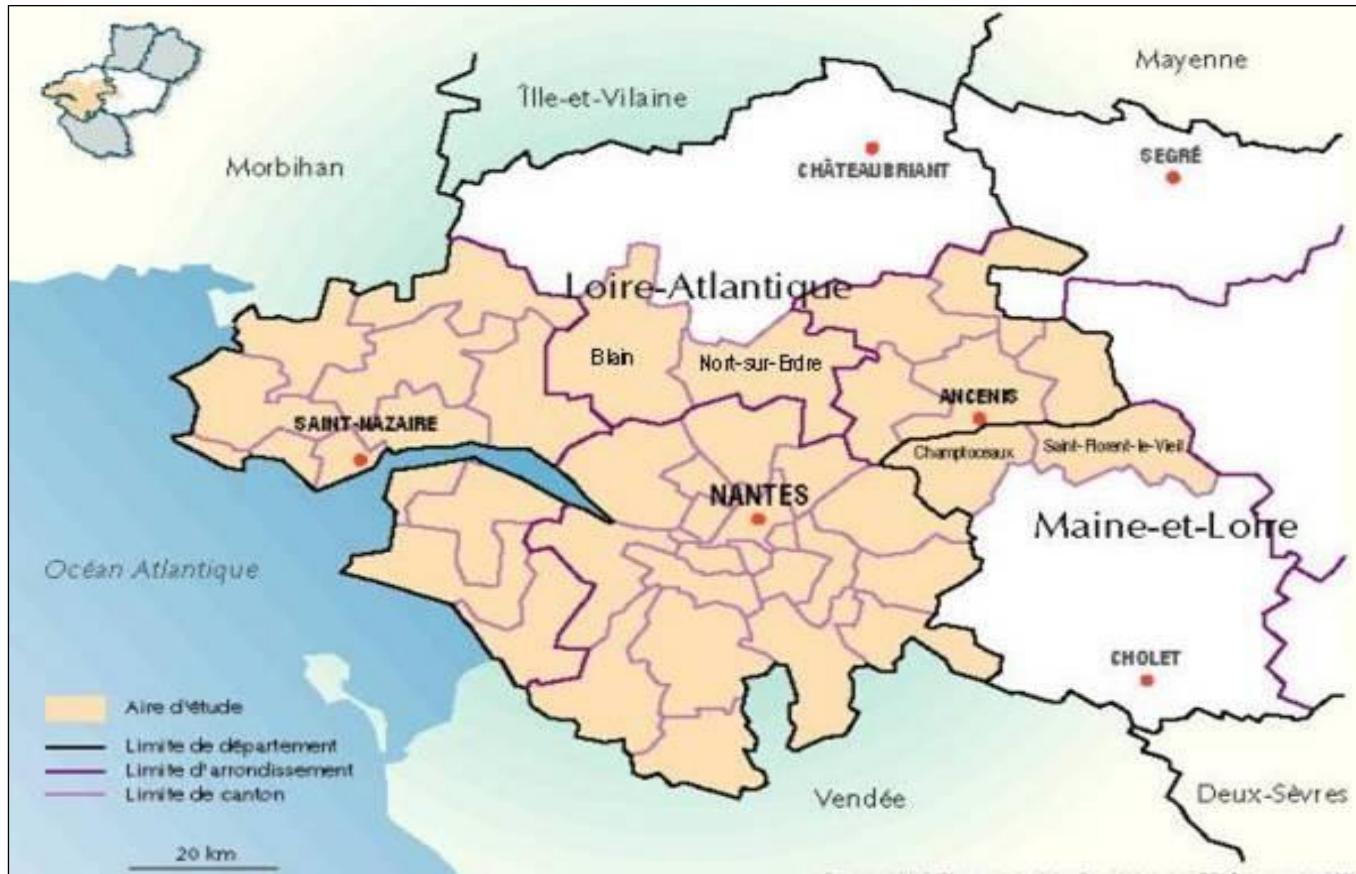 Mayenne
Îlle-et-Vilaine
Morbihan
CHÂTEAUBRIANT
SEGRÉ
Loire-Atlantique
Blain
Nort-sur-Erdre
ANCENIS
SAINT-NAZAIRE
Champtoceaux
Saint-Florent-le-Vieil
NANTES
Maine-et-Loire
Océan Atlantique
CHOLET
Aire d'étude
Limite de département
Limite d'arrondissement
Limite de canton
Vendée
Deux-Sèvres
20 km